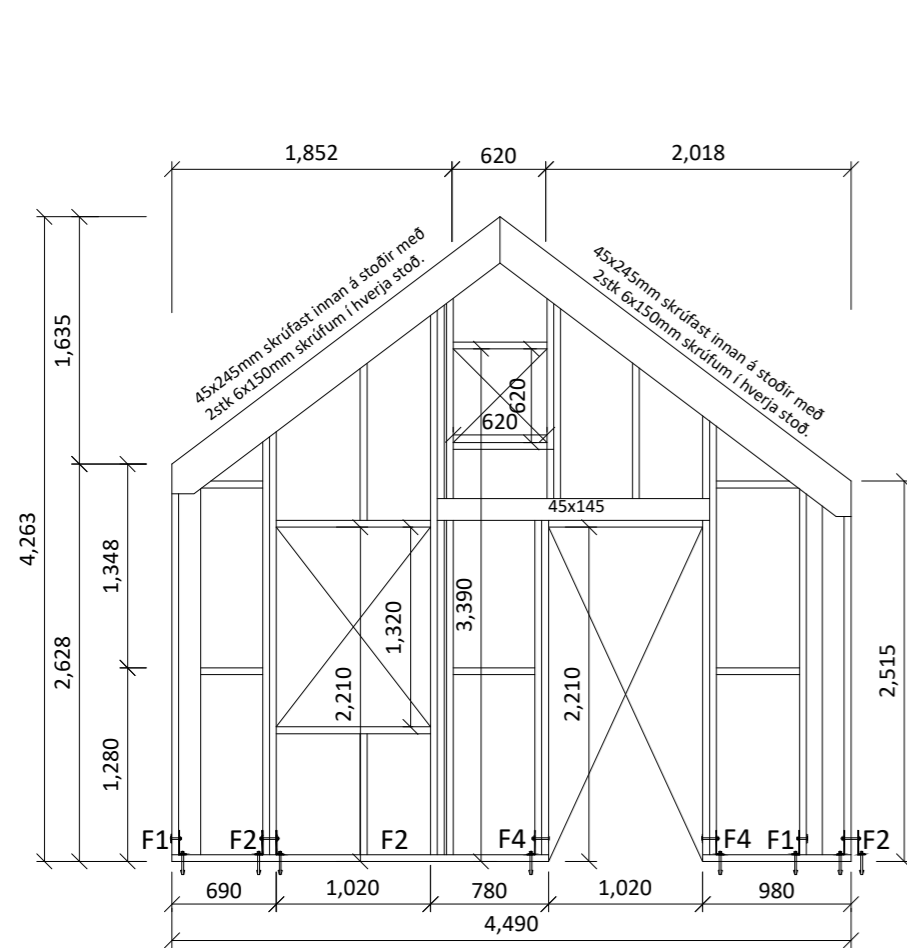 1,852
620
2,018
45x245mm skrúfast innan á stoðir með
2stk 6x150mm skrúfum í hverja stoð.
45x245mm skrúfast innan á stoðir með
2stk 6x150mm skrúfum í hverja stoð.
1,635
620
620
4,263
45x145
1,348
3,390
1,320
2,628
2,210
2,210
2,515
1,280
F1
F2
F2
F4
F4
F1
F2
690
1,020
780
1,020
980
4,490